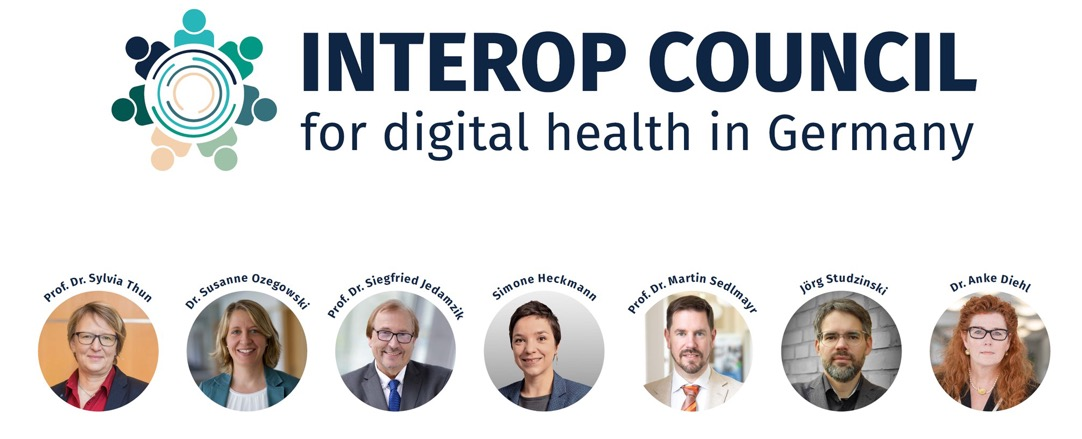 INTEROP COUNCIL
for digital health in Germany
Prof. Dr. Sylvia Thun
Dr. Susanne Ozegowski
Prof. Dr. Siegfried Jedamzik
Simone Heckmann
Prof. Dr. Martin Sedlmayr
Jörg Studzinski
Dr. Anke Diehl